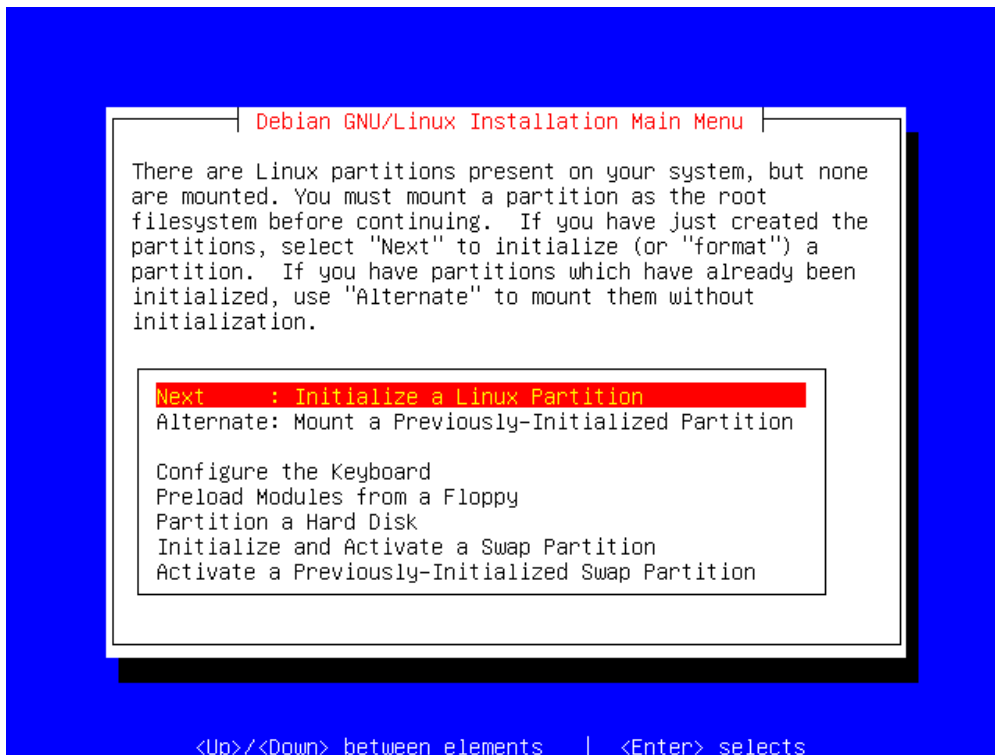 Debian GNU/Linux Installation Main Menu
There are Linux partitions present on your system, but none
are mounted. You must mount a partition as the root
filesystem before continuing.  If you have just created the
partitions, select "Next" to initialize (or "format") a
partition.  If you have partitions which have already been
initialized, use "Alternate" to mount them without
initialization.
Next     : Initialize a Linux Partition
Alternate: Mount a Previously-Initialized Partition
Configure the Keyboard
Preload Modules from a Floppy
Partition a Hard Disk
Initialize and Activate a Swap Partition
Activate a Previously-Initialized Swap Partition
<Up>/<Down> between elements   |  <Enter> selects